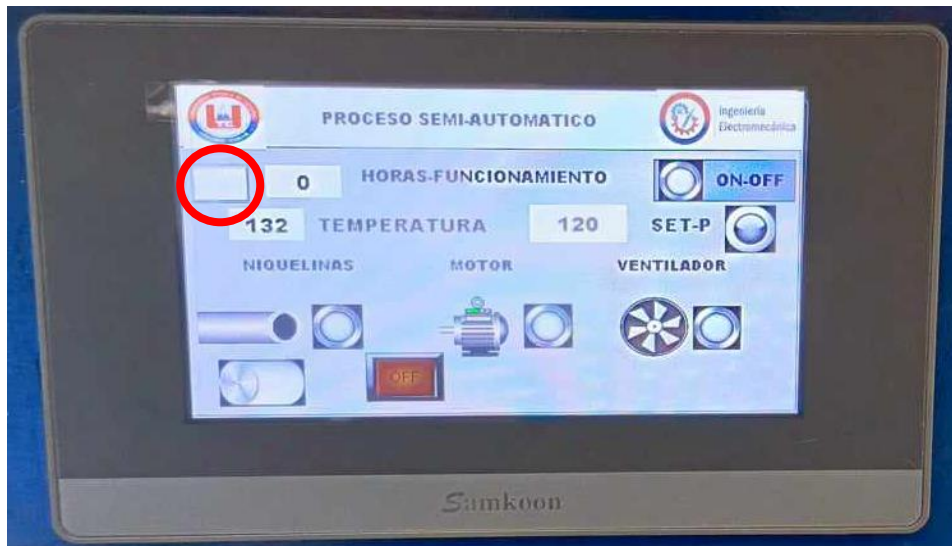 PROCESO SEMI-AUTOMATICO
Ingeniería
Electromecánica
0 HORAS-FUNCIONAMIENTO ON-OFF
132 TEMPERATURA 120 SET-P
NIQUELINAS MOTOR VENTILADOR
OFF
Samkoon